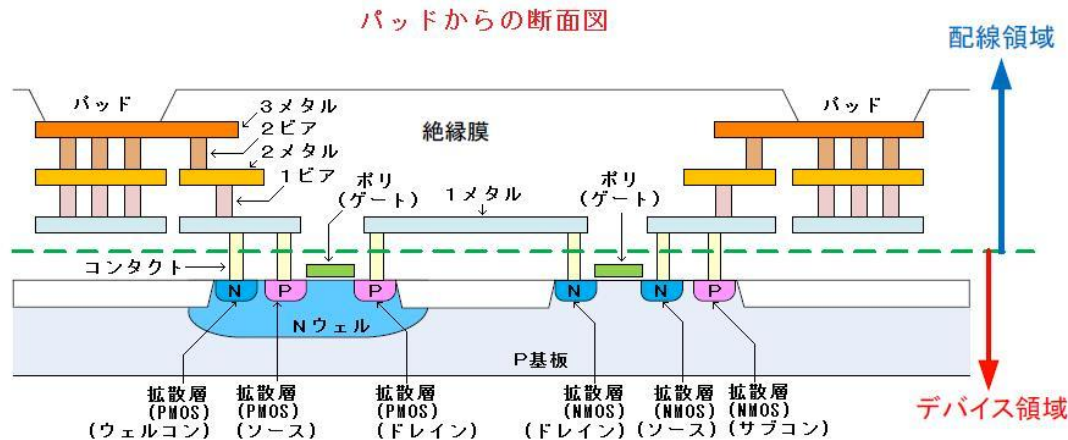 パッドからの断面図
配線領域
パッド
3メタル
2ビア
2メタル
1ビア
絶縁膜
ポリ
(ゲート)
1メタル
ポリ
(ゲート)
パッド
コンタクト
N
P
P
N
N
P
Nウェル
P基板
拡散層
(PMOS)
(ウェルコン)
拡散層
(PMOS)
(ソース)
拡散層
(PMOS)
(ドレイン)
拡散層
(NMOS)
(ドレイン)
拡散層
(NMOS)
(ソース)
拡散層
(NMOS)
(サブコン)
デバイス領域